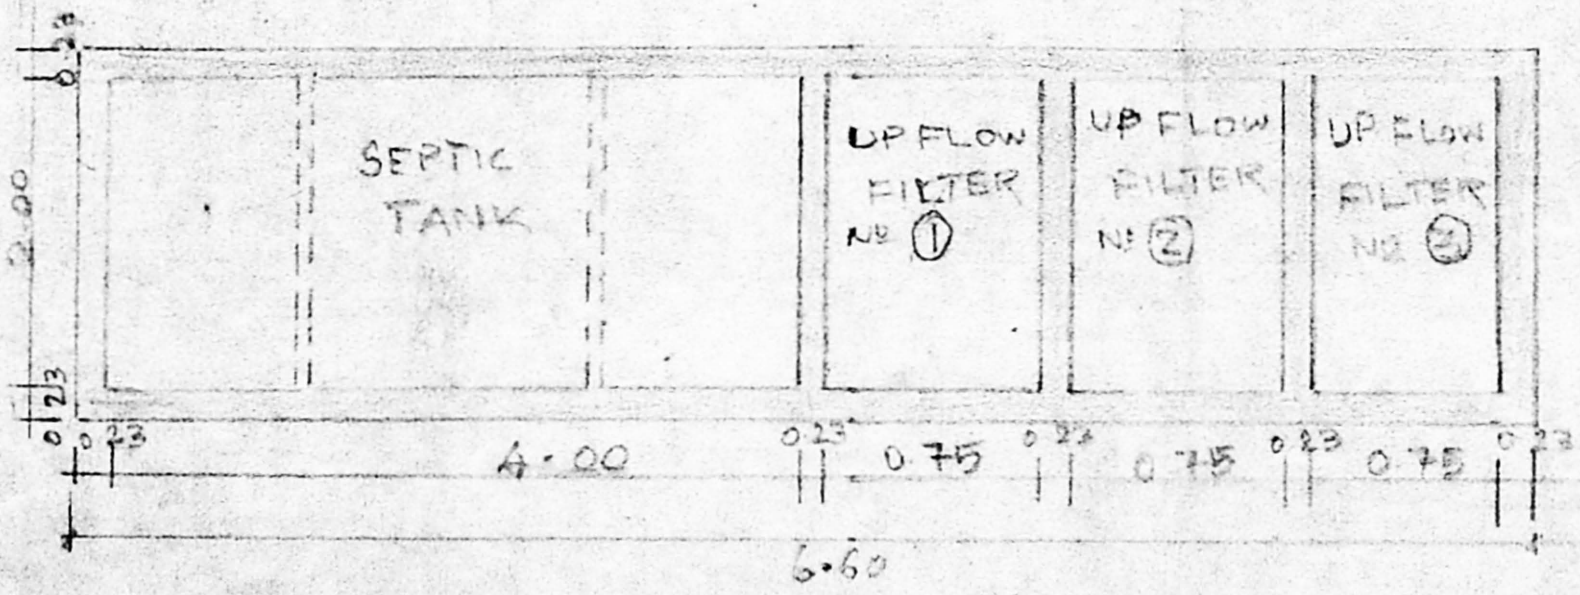 0.23
2.00
0.23
SEPTIC
TANK
UP FLOW
FILTER
No 1
UP FLOW
FILTER
No 2
UP FLOW
FILTER
No 3
0.23
4.00
0.23
0.75
0.23
0.75
0.23
0.75
0.23
6.60